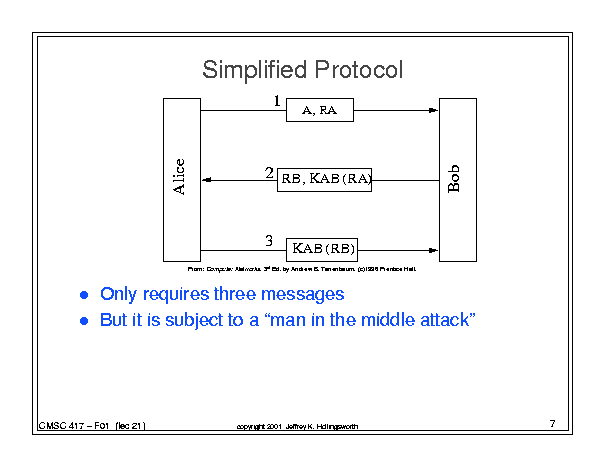 Simplified Protocol
1
A, RA
Alice
Bob
2
RB, KAB (RA)
3
KAB (RB)
From: Computer Networks, 3rd Ed. by Andrew S. Tanenbaum, (c)1996 Prentice Hall.
● Only requires three messages
● But it is subject to a “man in the middle attack”
CMSC 417 – F01 (lec 21)
copyright 2001 Jeffrey K. Hollingsworth
7